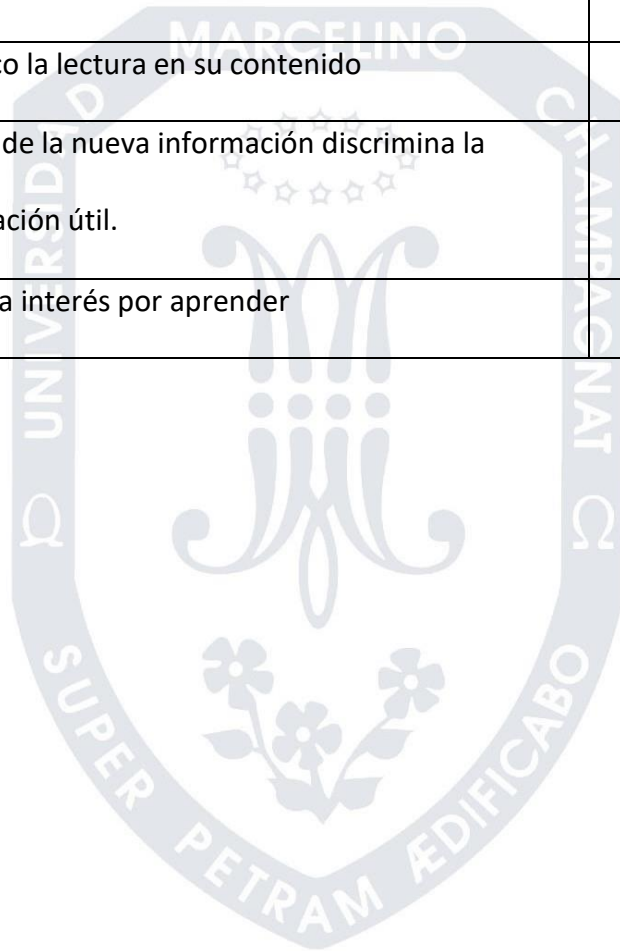 co la lectura en su contenido
de la nueva información discrimina la
ación útil.
a interés por aprender
UNIVERSIDAD
MARCELINO
CHAMPAGNAT
Ω
Ω
SUPER PETRAM ÆDIFICABO